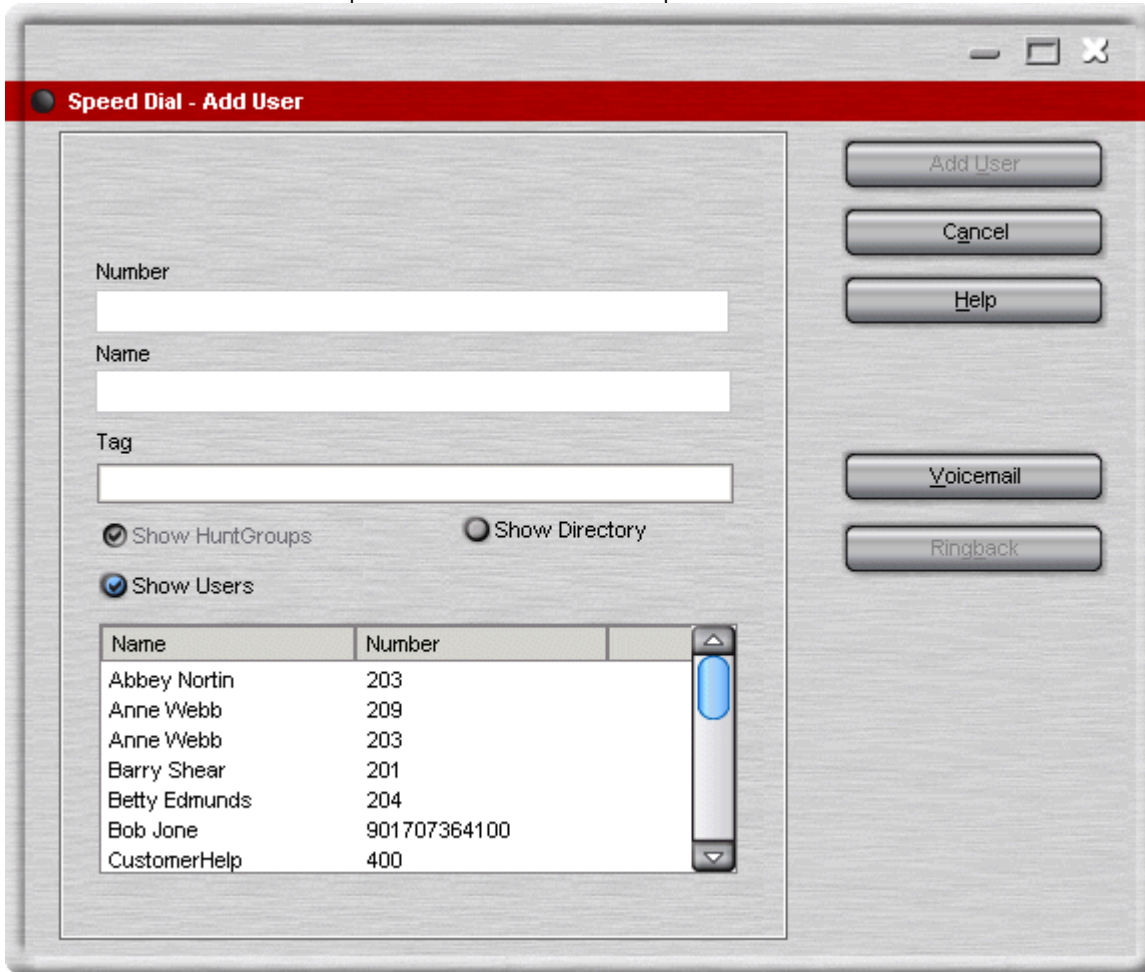 Speed Dial - Add User
Add User
Cancel
Help
Number
Name
Tag
Voicemail
Show HuntGroups
Show Directory
Ringback
Show Users
Name Number
Abbey Nortin 203
Anne Webb 209
Anne Webb 203
Barry Shear 201
Betty Edmunds 204
Bob Jone 901707364100
CustomerHelp 400